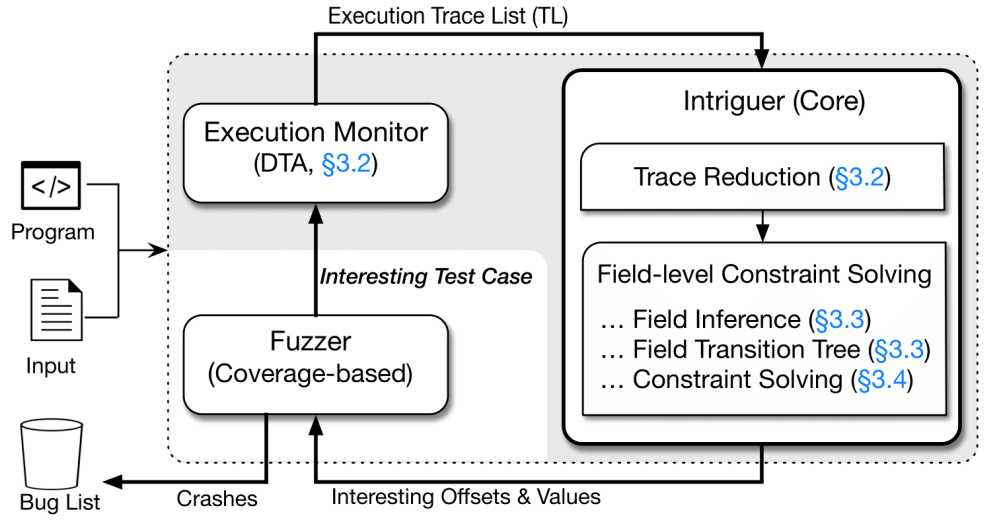 Execution Trace List (TL)
Intriguer (Core)
Execution Monitor
(DTA, §3.2)
</>
Program
Trace Reduction (§3.2)
Interesting Test Case
Field-level Constraint Solving
... Field Inference (§3.3)
... Field Transition Tree (§3.3)
... Constraint Solving (§3.4)
Input
Fuzzer
(Coverage-based)
Bug List
Crashes
Interesting Offsets & Values